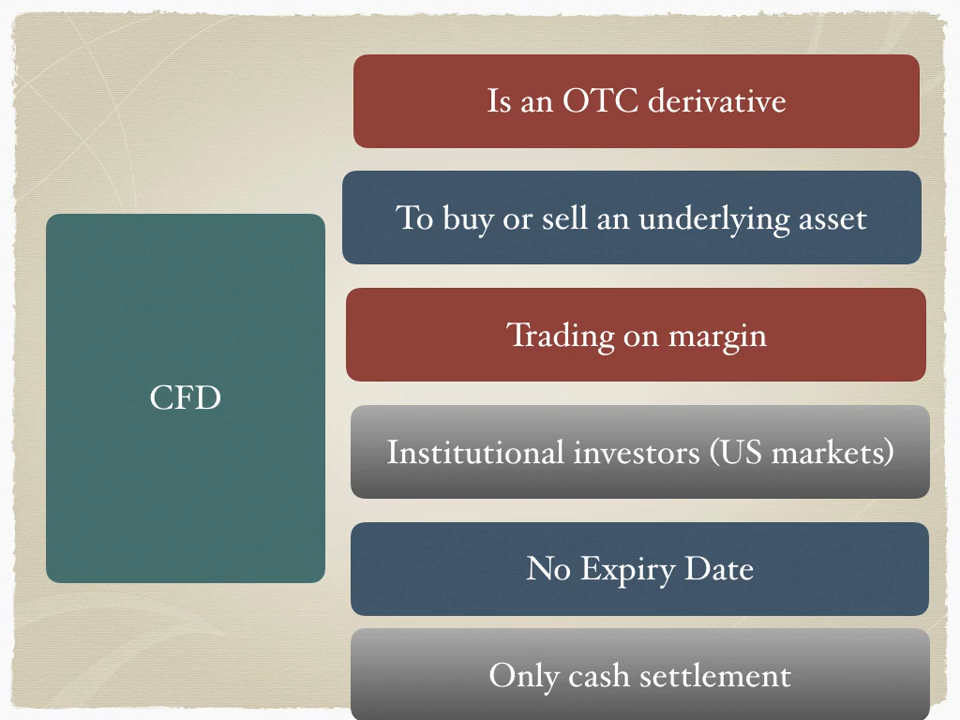 CFD
Is an OTC derivative
To buy or sell an underlying asset
Trading on margin
Institutional investors (US markets)
No Expiry Date
Only cash settlement